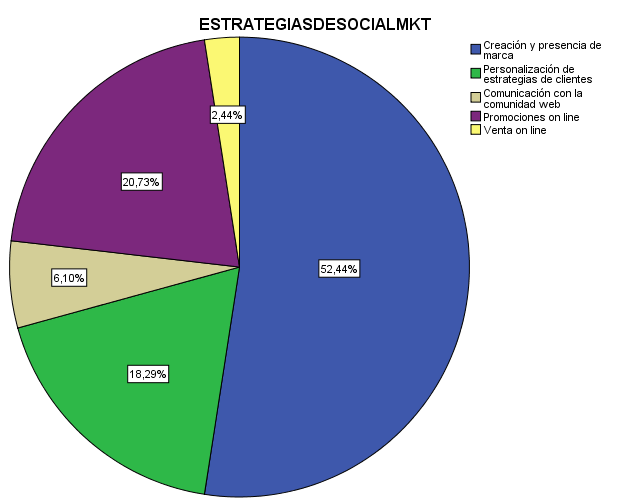 ESTRATEGIASDESOCIALMKT
Creación y presencia de
marca
Personalización de
estrategias de clientes
Comunicación con la
comunidad web
Promociones on line
Venta on line
2,44%
20,73%
52,44%
6,10%
18,29%